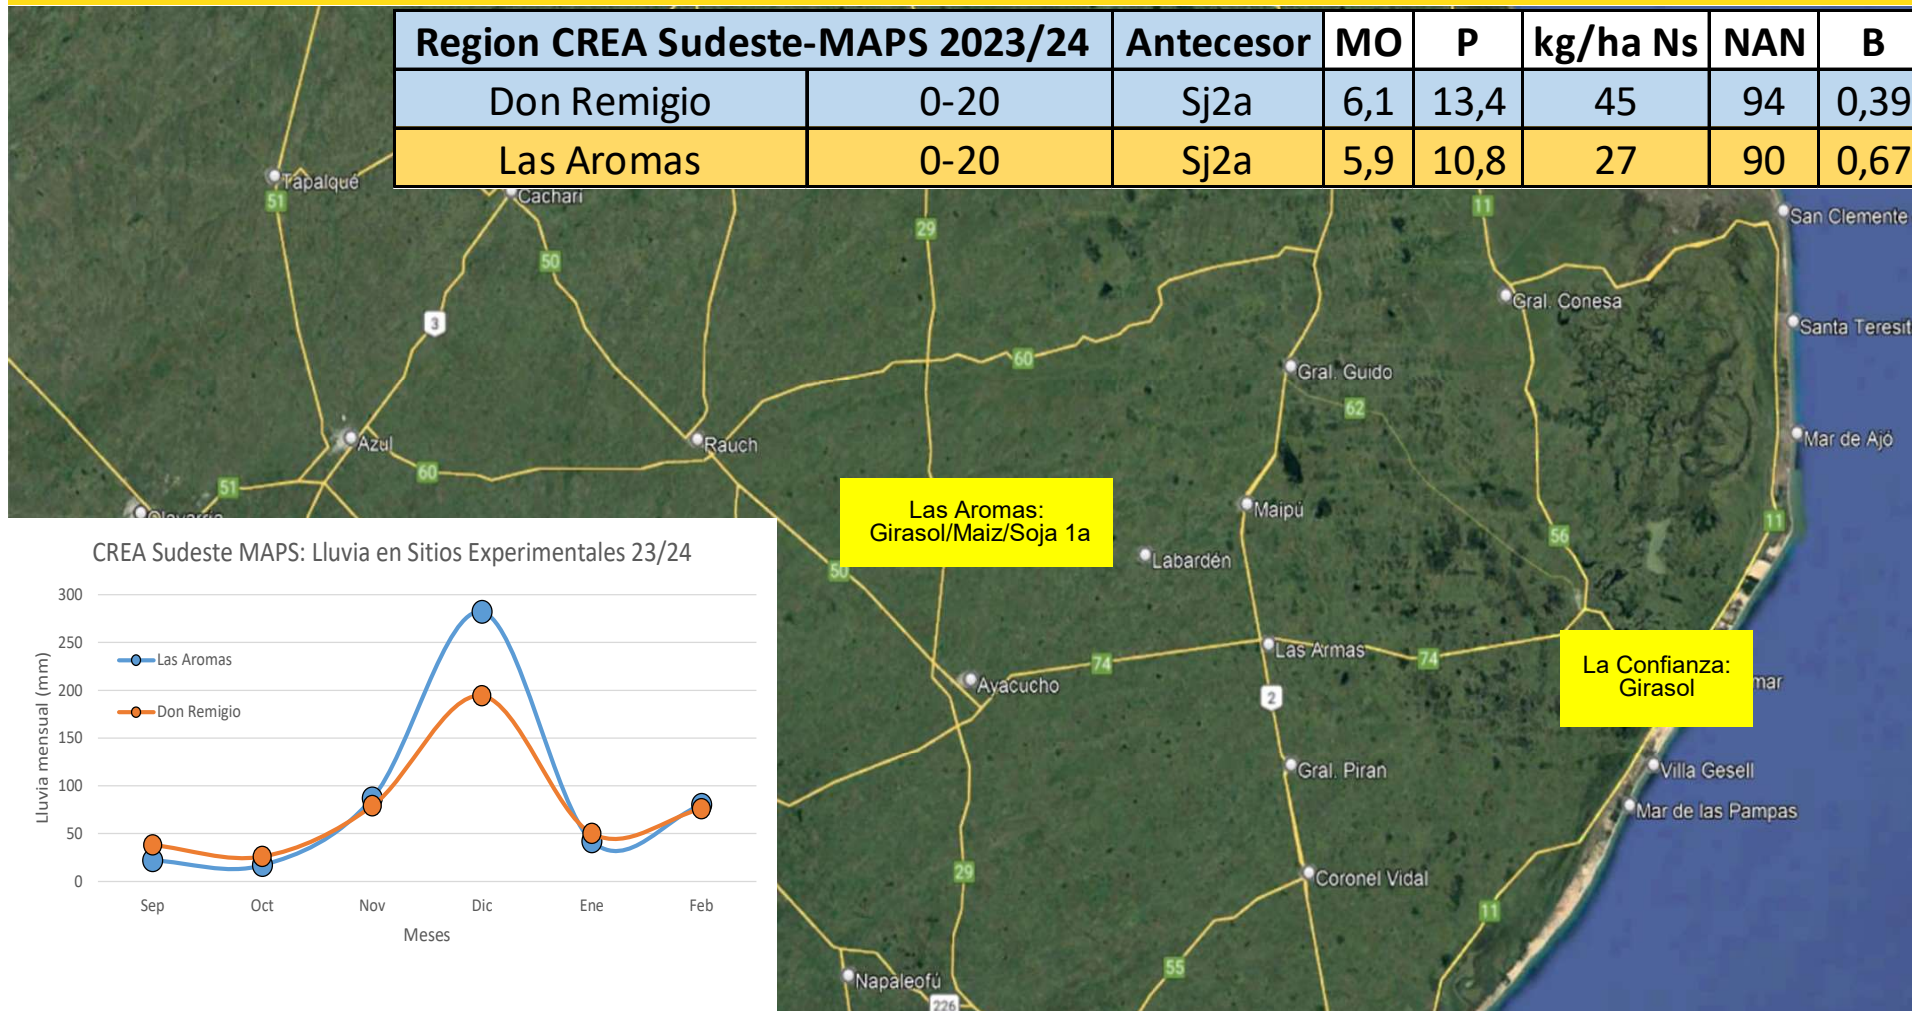 Region CREA Sudeste-MAPS 2023/24 Antecesor MO P kg/ha Ns NAN B
Don Remigio 0-20 Sj2a 6,1 13,4 45 94 0,39
Las Aromas 0-20 Sj2a 5,9 10,8 27 90 0,67
Tapalqué
51
Cachari
29
11
San Clemente
50
3
60
Gral. Conesa
Santa Teresit
Gral. Guido
62
Azul
60
Rauch
Mar de Ajó
51
Olavarría
Las Aromas:
Girasol/Maiz/Soja 1a
Maipú
11
56
Labardén
50
Las Armas
74
74
La Confianza:
Girasol
mar
Ayacucho
2
Gral. Piran
Villa Gesell
Mar de las Pampas
29
Coronel Vidal
11
55
Napaleofú
226
CREA Sudeste MAPS: Lluvia en Sitios Experimentales 23/24
Lluvia mensual (mm)
300
250
200
150
100
50
0
Las Aromas
Don Remigio
Sep Oct Nov Dic Ene Feb
Meses